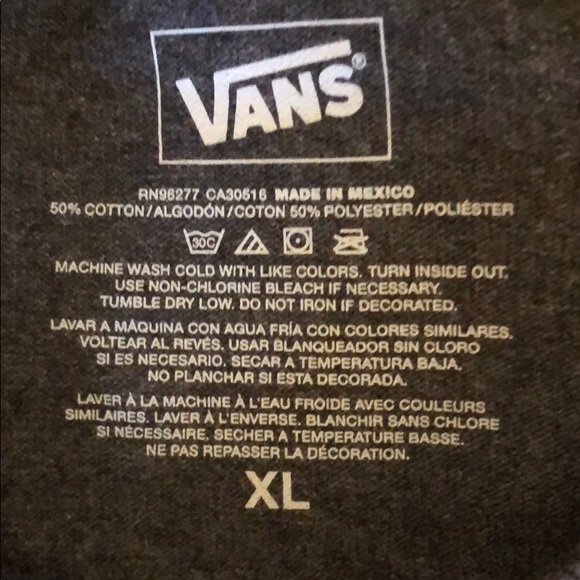 VANS®
RN96277 CA30516 MADE IN MEXICO
50% COTTON/ALGODÓN/COTON 50% POLYESTER/POLIÉSTER
30C
MACHINE WASH COLD WITH LIKE COLORS. TURN INSIDE OUT.
USE NON-CHLORINE BLEACH IF NECESSARY.
TUMBLE DRY LOW. DO NOT IRON IF DECORATED.
LAVAR A MÁQUINA CON AGUA FRÍA CON COLORES SIMILARES.
VOLTEAR AL REVÉS. USAR BLANQUEADOR SIN CLORO
SI ES NECESARIO. SECAR A TEMPERATURA BAJA.
NO PLANCHAR SI ESTA DECORADA.
LAVER À LA MACHINE À L'EAU FROIDE AVEC COULEURS
SIMILAIRES. LAVER À L'ENVERSE. BLANCHIR SANS CHLORE
SI NÉCESSAIRE. SECHER A TEMPERATURE BASSE.
NE PAS REPASSER LA DÉCORATION.
XL